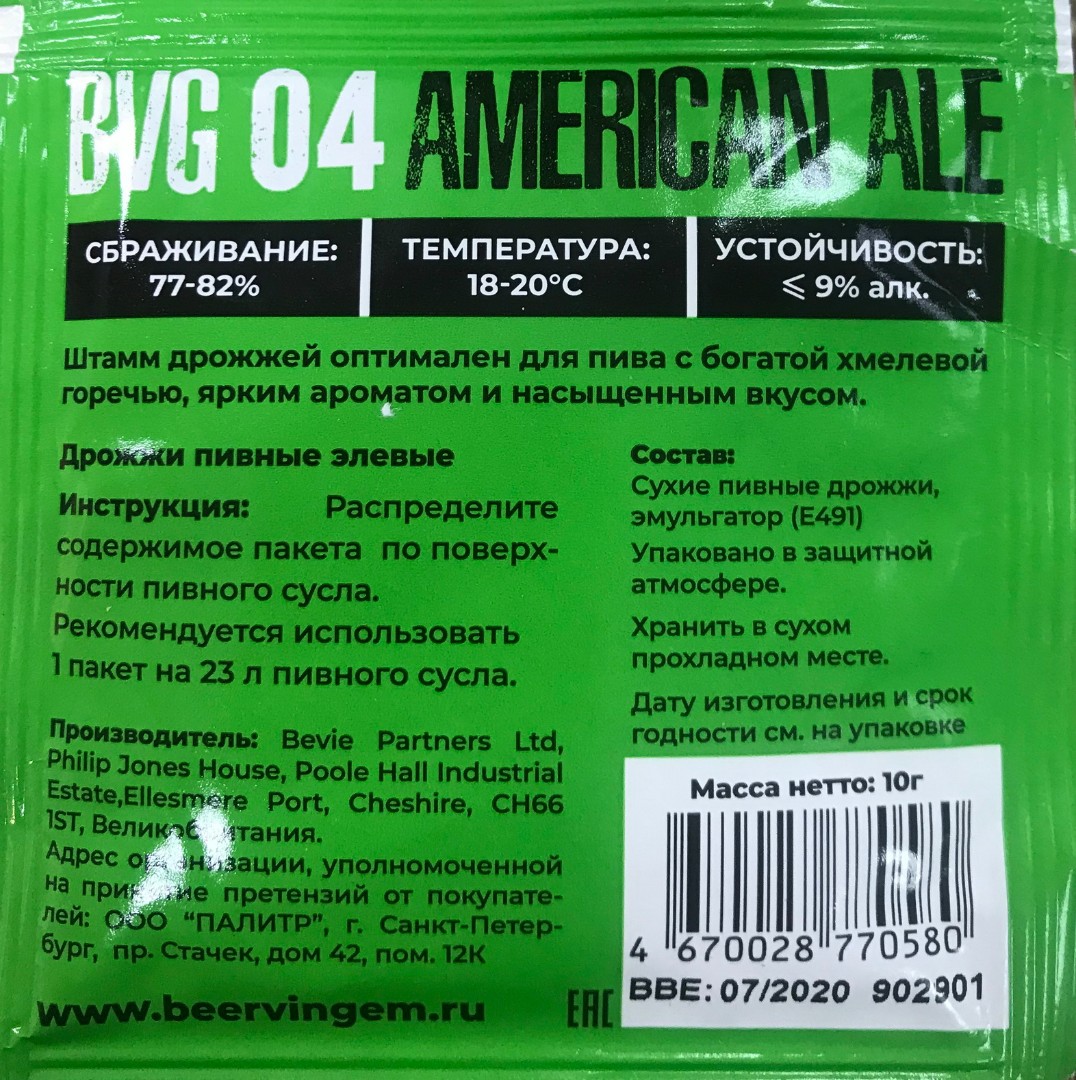 BVG 04 AMERICAN ALE
СБРАЖИВАНИЕ:
77-82%
ТЕМПЕРАТУРА:
18-20°C
УСТОЙЧИВОСТЬ:
⩽ 9% алк.
Штамм дрожжей оптимален для пива с богатой хмелевой
горечью, ярким ароматом и насыщенным вкусом.
Дрожжи пивные элевые
Инструкция: Распределите
содержимое пакета по поверх-
ности пивного сусла.
Рекомендуется использовать
1 пакет на 23 л пивного сусла.
Производитель: Bevie Partners Ltd,
Philip Jones House, Poole Hall Industrial
Estate,Ellesmere Port, Cheshire, CH66
1ST, Великобритания.
Адрес организации, уполномоченной
на принятие претензий от покупате-
лей: ООО “ПАЛИТР”, г. Санкт-Петер-
бург, пр. Стачек, дом 42, пом. 12К
www.beervingem.ru
EAC
Состав:
Сухие пивные дрожжи,
эмульгатор (Е491)
Упаковано в защитной
атмосфере.
Хранить в сухом
прохладном месте.
Дату изготовления и срок
годности см. на упаковке
Масса нетто: 10г
4 670028 770580
BBE: 07/2020 902901